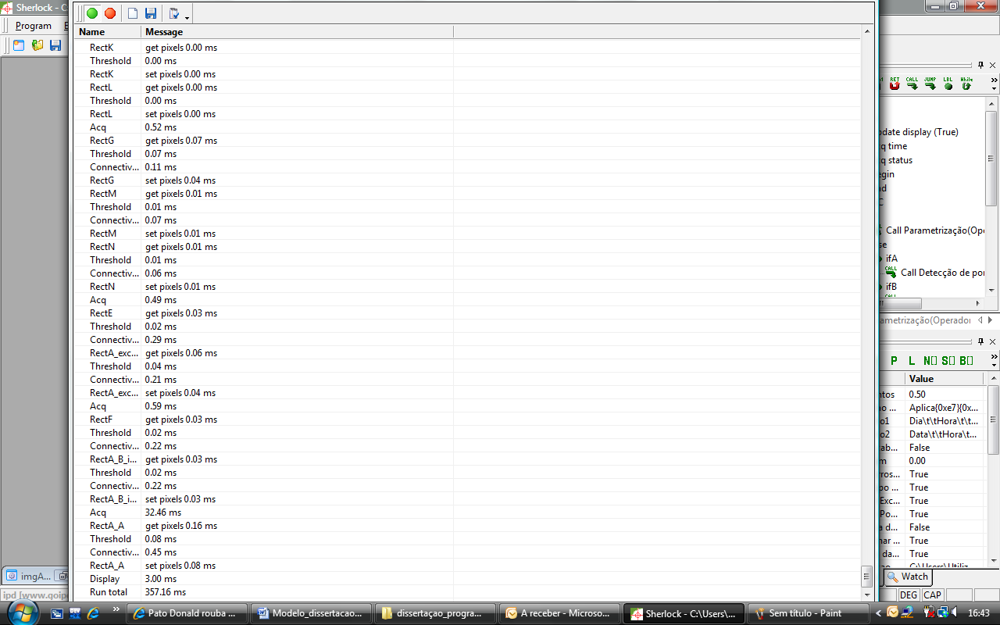 Sherlock - C:
Program
Name Message
RectK get pixels 0.00 ms
Threshold 0.00 ms
RectK set pixels 0.00 ms
RectL get pixels 0.00 ms
Threshold 0.00 ms
RectL set pixels 0.00 ms
Acq 0.52 ms
RectG get pixels 0.07 ms
Threshold 0.07 ms
Connectiv... 0.11 ms
RectG set pixels 0.04 ms
RectM get pixels 0.01 ms
Threshold 0.01 ms
Connectiv... 0.07 ms
RectM set pixels 0.01 ms
RectN get pixels 0.01 ms
Threshold 0.01 ms
Connectiv... 0.06 ms
RectN set pixels 0.01 ms
Acq 0.49 ms
RectE get pixels 0.03 ms
Threshold 0.02 ms
Connectiv... 0.29 ms
RectA_exc... get pixels 0.06 ms
Threshold 0.04 ms
Connectiv... 0.21 ms
RectA_exc... set pixels 0.04 ms
Acq 0.59 ms
RectF get pixels 0.03 ms
Threshold 0.02 ms
Connectiv... 0.22 ms
RectA_B_i... get pixels 0.03 ms
Threshold 0.02 ms
Connectiv... 0.22 ms
RectA_B_i... set pixels 0.03 ms
Acq 32.46 ms
RectA_A get pixels 0.16 ms
Threshold 0.08 ms
Connectiv... 0.45 ms
RectA_A set pixels 0.08 ms
Display 3.00 ms
Run total 357.16 ms
RET CALL JUMP LBL While
pdate display (True)
q time
q status
egin
nd
C
Call Parametrização(Ope
se
ifA
CALL
Call Detecção de por
ifB
ametrização(Operador
P L N[] S[] B[]
Value
ntos 0.50
ao ... Aplica{0xe7}{0x...
o1 Dia\t\tHora\t\t...
o2 Data\t\tHora\t...
ab... False
m 0.00
rros... True
po ... True
Exc... True
Po... True
a d... False
nar ... True
da... True
C:\Users\Utiliz
Watch
imgA...
ipd [www.goipd
DEG CAP
Pato Donald rouba ...
Modelo_dissertacao...
dissertaçao_progra...
A receber - Microso...
Sherlock - C:\Users\...
Sem título - Paint
16:43